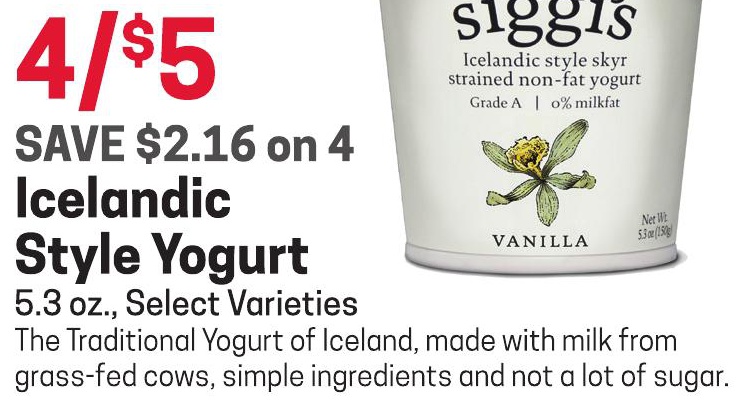 4/$5
SAVE $2.16 on 4
Icelandic
Style Yogurt
5.3 oz., Select Varieties
The Traditional Yogurt of Iceland, made with milk from
grass-fed cows, simple ingredients and not a lot of sugar.
siggi's
Icelandic style skyr
strained non-fat yogurt
Grade A | 0% milkfat
VANILLA
Net Wt.
5.3 oz (150g)